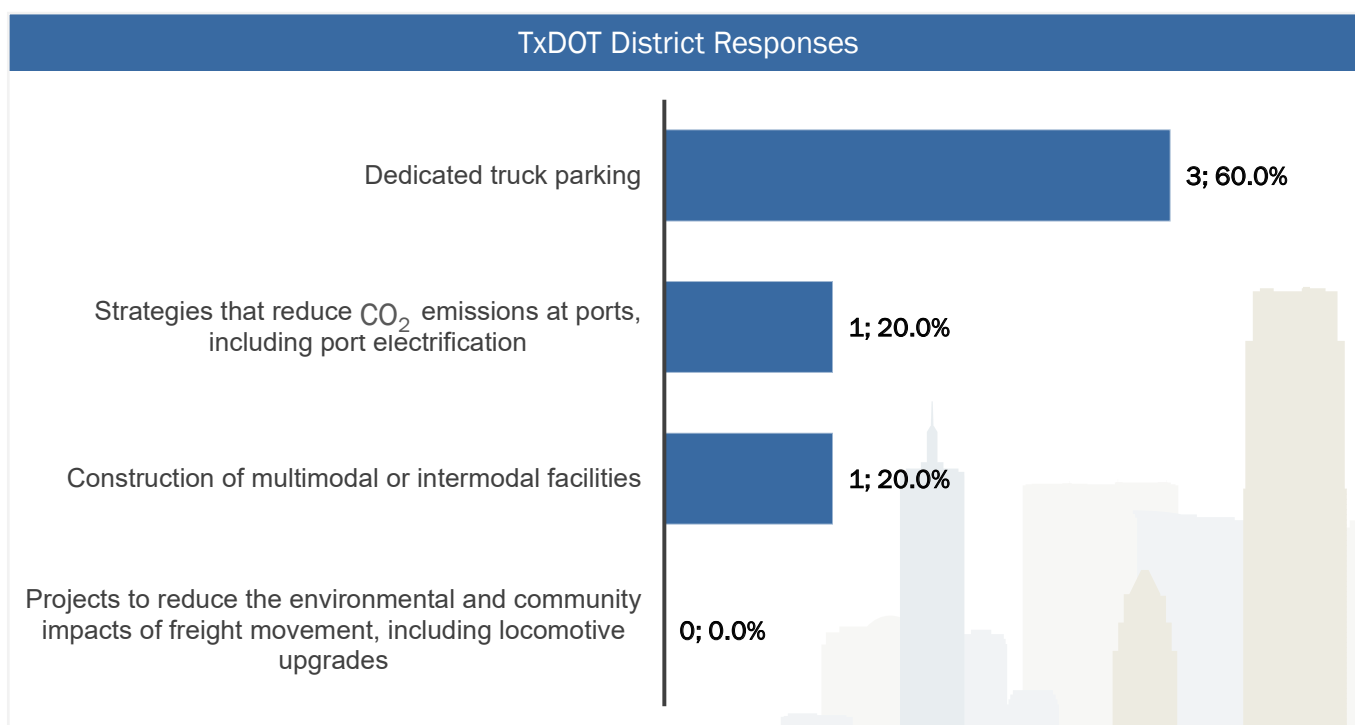 TxDOT District Responses
Dedicated truck parking
3; 60.0%
Strategies that reduce CO₂ emissions at ports,
including port electrification
1; 20.0%
Construction of multimodal or intermodal facilities
1; 20.0%
Projects to reduce the environmental and community
impacts of freight movement, including locomotive
upgrades
0; 0.0%